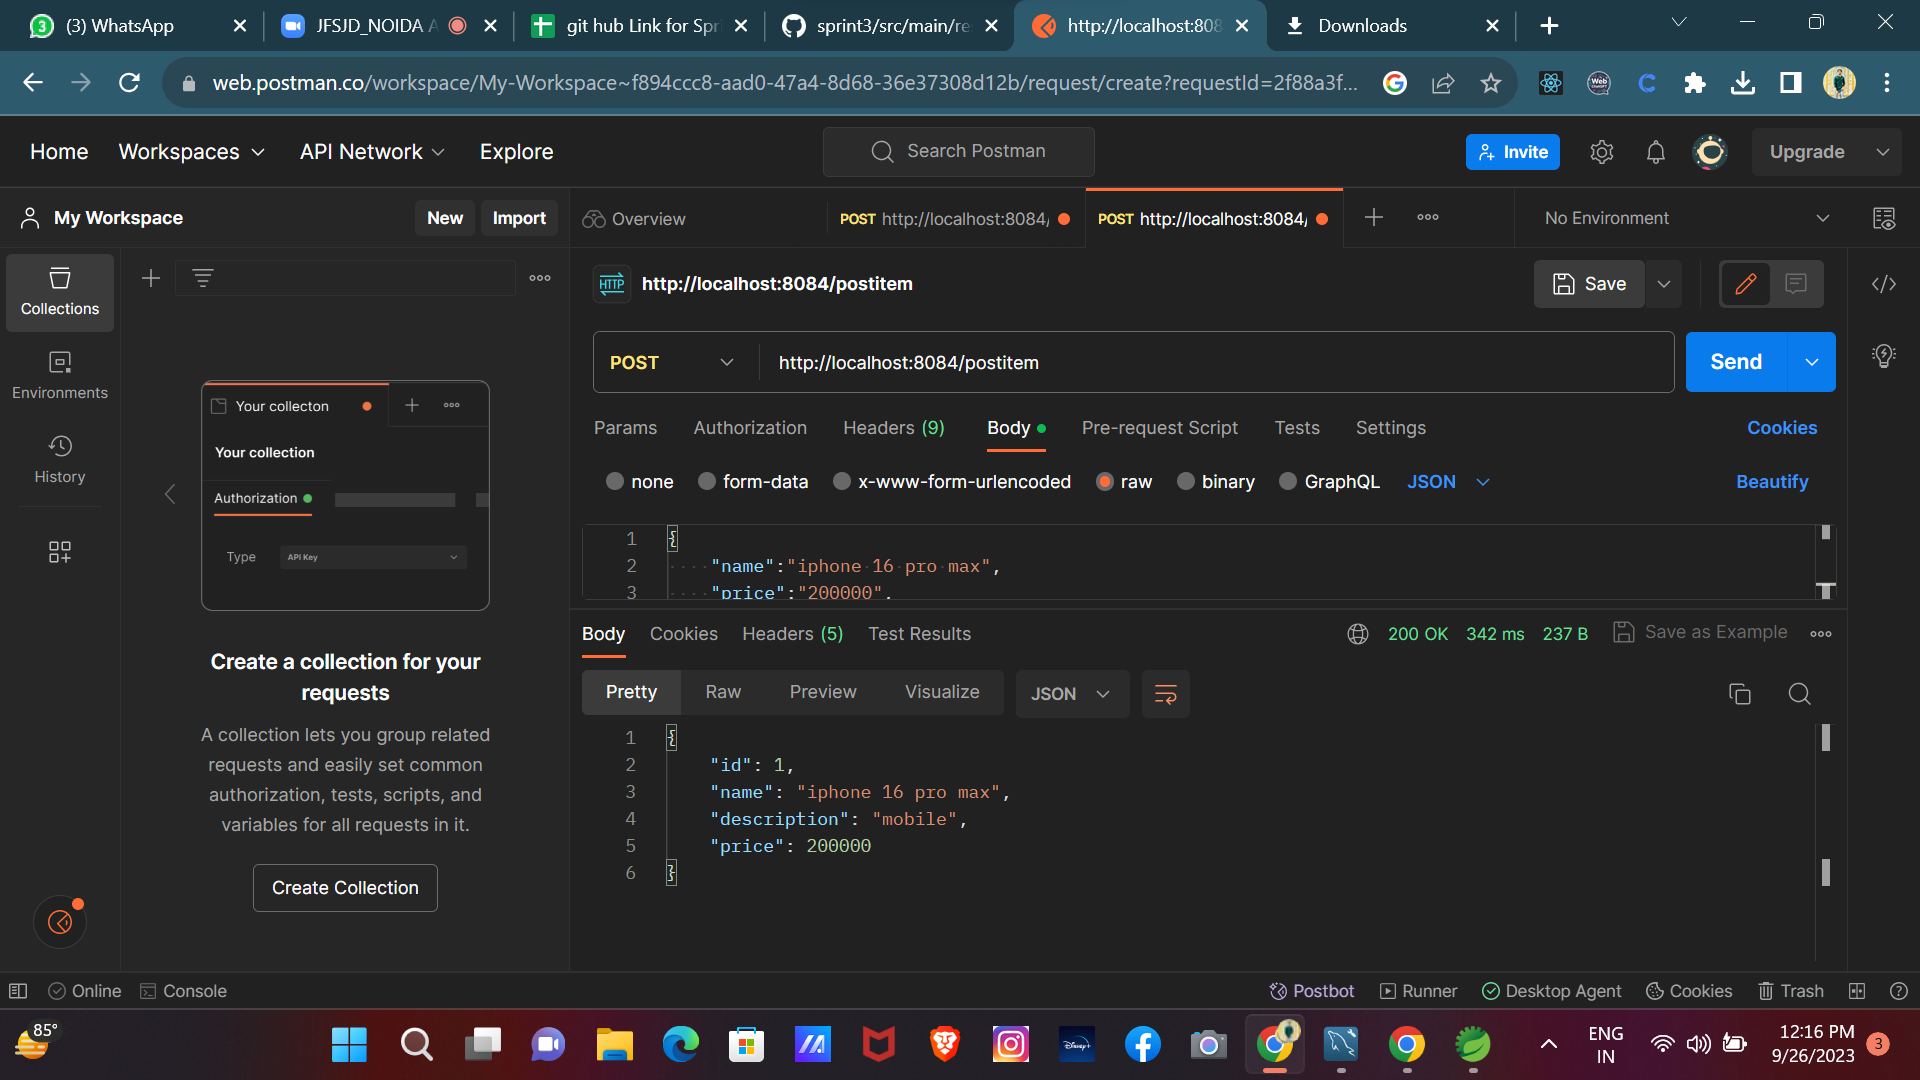 (3) WhatsApp
JFSJD_NOIDA A
git hub Link for Spr
sprint3/src/main/re
http://localhost:808
Downloads
web.postman.co/workspace/My-Workspace~f894ccc8-aad0-47a4-8d68-36e37308d12b/request/create?requestId=2f88a3f...
Home
Workspaces
API Network
Explore
Search Postman
Invite
Upgrade
My Workspace
New
Import
Overview
POST http://localhost:8084/
POST http://localhost:8084/
No Environment
Collections
Environments
History
Your collecton
Your collection
Authorization
Type
API Key
Create a collection for your
requests
A collection lets you group related
requests and easily set common
authorization, tests, scripts, and
variables for all requests in it.
Create Collection
HTTP
http://localhost:8084/postitem
Save
POST
http://localhost:8084/postitem
Send
Params
Authorization
Headers (9)
Body
Pre-request Script
Tests
Settings
Cookies
none
form-data
x-www-form-urlencoded
raw
binary
GraphQL
JSON
Beautify
1 {
2 "name":"iphone 16 pro max",
3 "price":"200000",
Body
Cookies
Headers (5)
Test Results
200 OK
342 ms
237 B
Save as Example
Pretty
Raw
Preview
Visualize
JSON
1 {
2 "id": 1,
3 "name": "iphone 16 pro max",
4 "description": "mobile",
5 "price": 200000
6 }
Online
Console
Postbot
Runner
Desktop Agent
Cookies
Trash
85°
Disney+
ENG
IN
12:16 PM
9/26/2023
3